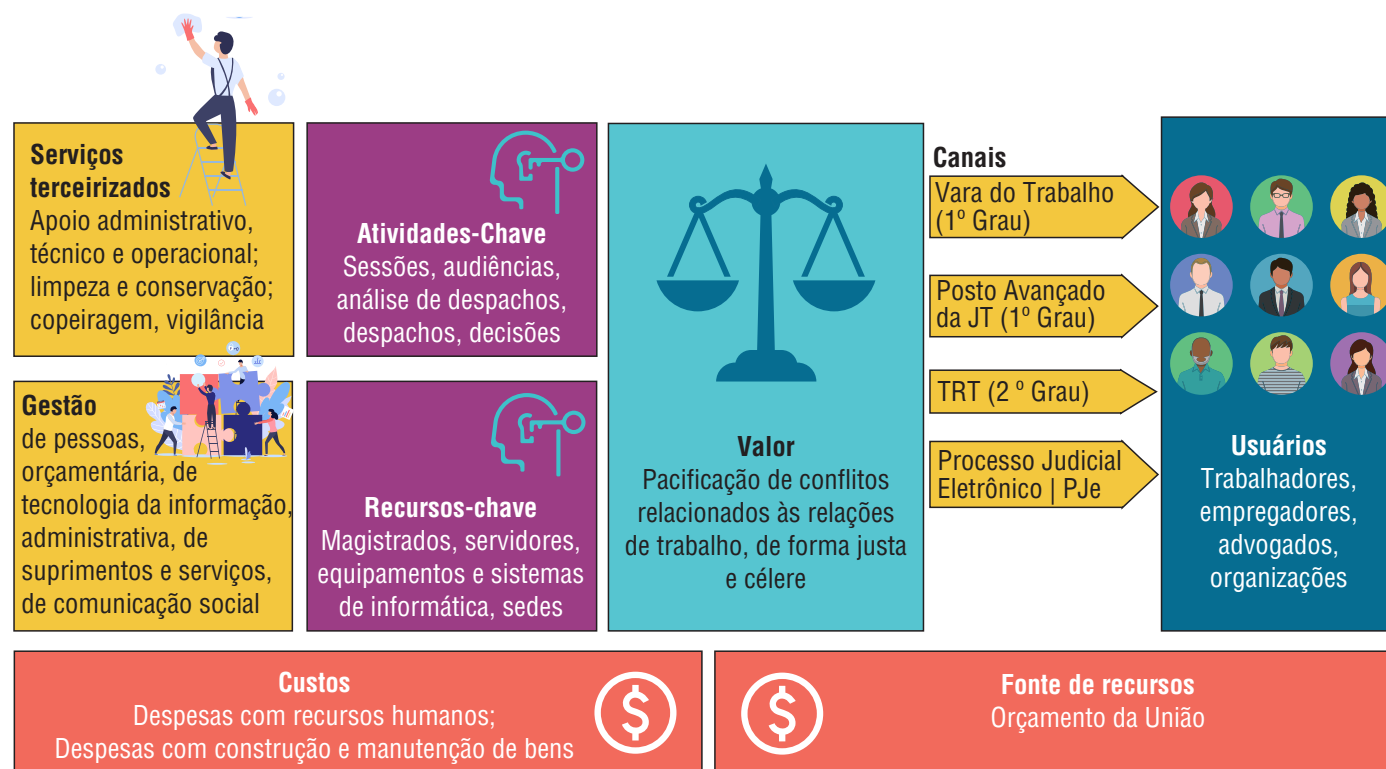 Serviços
terceirizados
Apoio administrativo,
técnico e operacional;
limpeza e conservação;
copeiragem, vigilância
Gestão
de pessoas,
orçamentária, de
tecnologia da informação,
administrativa, de
suprimentos e serviços,
de comunicação social
Atividades-Chave
Sessões, audiências,
análise de despachos,
despachos, decisões
Recursos-chave
Magistrados, servidores,
equipamentos e sistemas
de informática, sedes
Valor
Pacificação de conflitos
relacionados às relações
de trabalho, de forma justa
e célere
Canais
Vara do Trabalho
(1º Grau)
Posto Avançado
da JT (1º Grau)
TRT (2 º Grau)
Processo Judicial
Eletrônico | PJe
Usuários
Trabalhadores,
empregadores,
advogados,
organizações
Custos
Despesas com recursos humanos;
Despesas com construção e manutenção de bens
$
$
Fonte de recursos
Orçamento da União